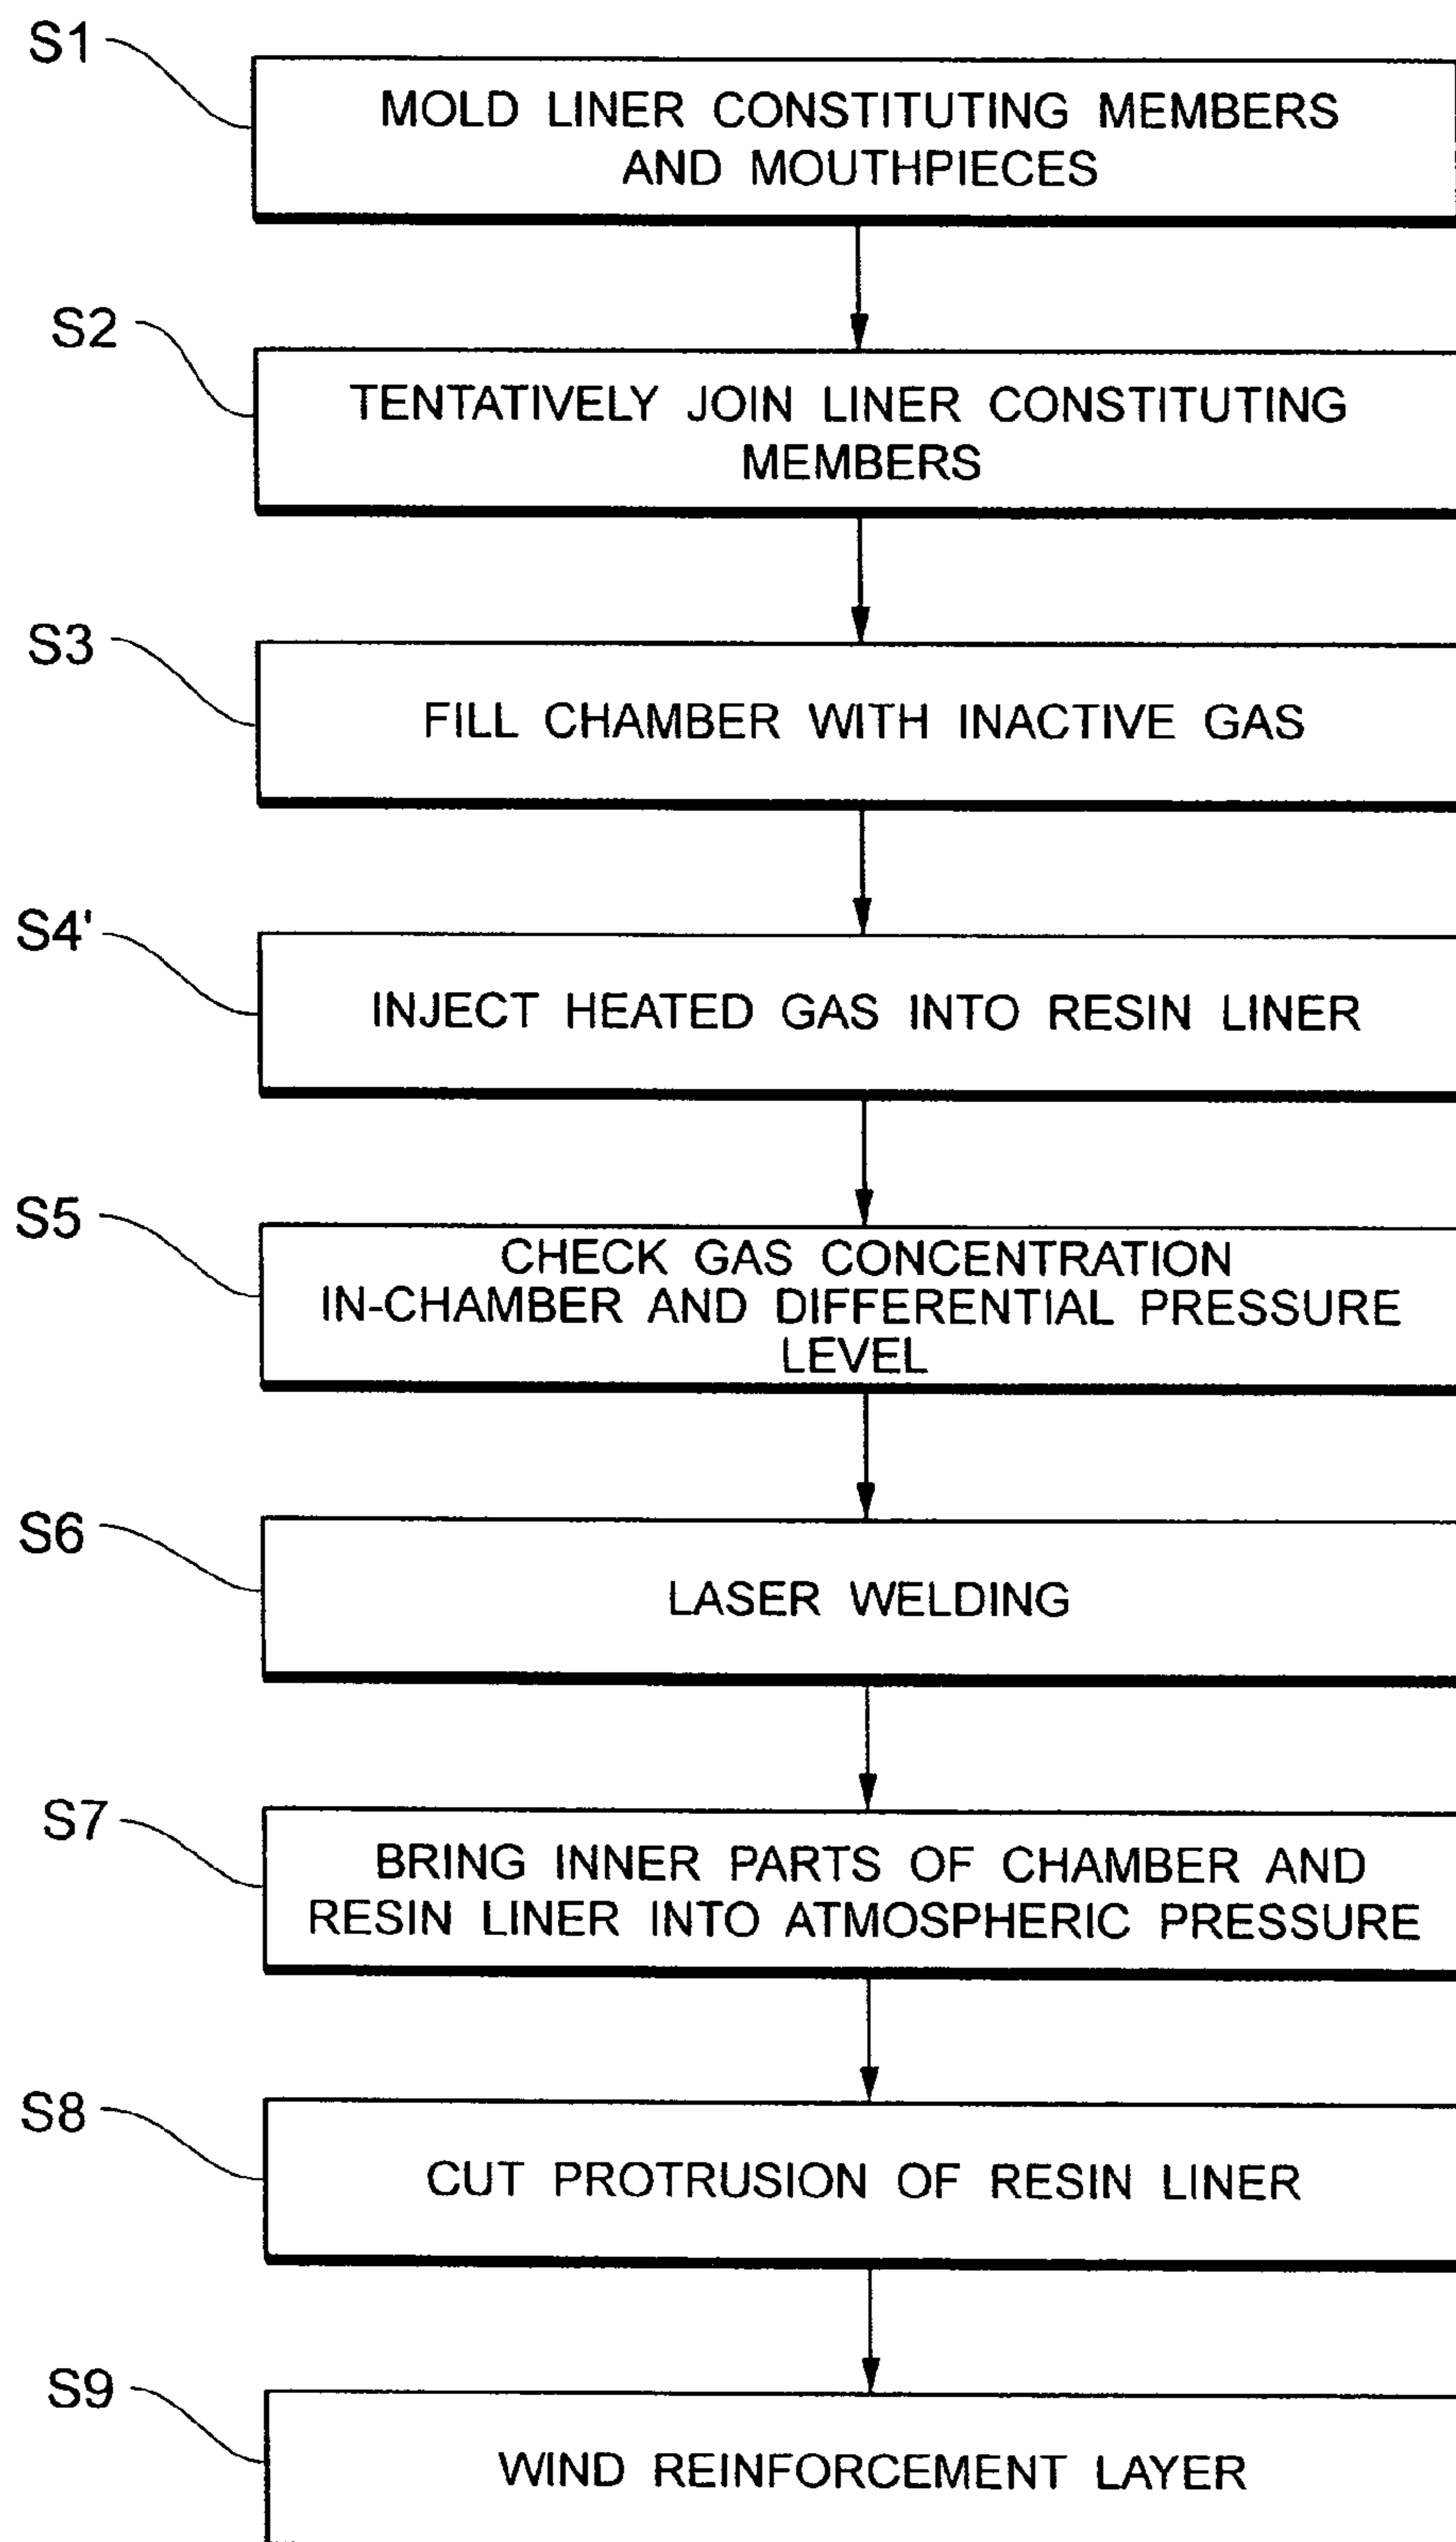 S1
MOLD LINER CONSTITUTING MEMBERS
AND MOUTHPIECES
S2
TENTATIVELY JOIN LINER CONSTITUTING
MEMBERS
S3
FILL CHAMBER WITH INACTIVE GAS
S4'
INJECT HEATED GAS INTO RESIN LINER
S5
CHECK GAS CONCENTRATION
IN-CHAMBER AND DIFFERENTIAL PRESSURE
LEVEL
S6
LASER WELDING
S7
BRING INNER PARTS OF CHAMBER AND
RESIN LINER INTO ATMOSPHERIC PRESSURE
S8
CUT PROTRUSION OF RESIN LINER
S9
WIND REINFORCEMENT LAYER